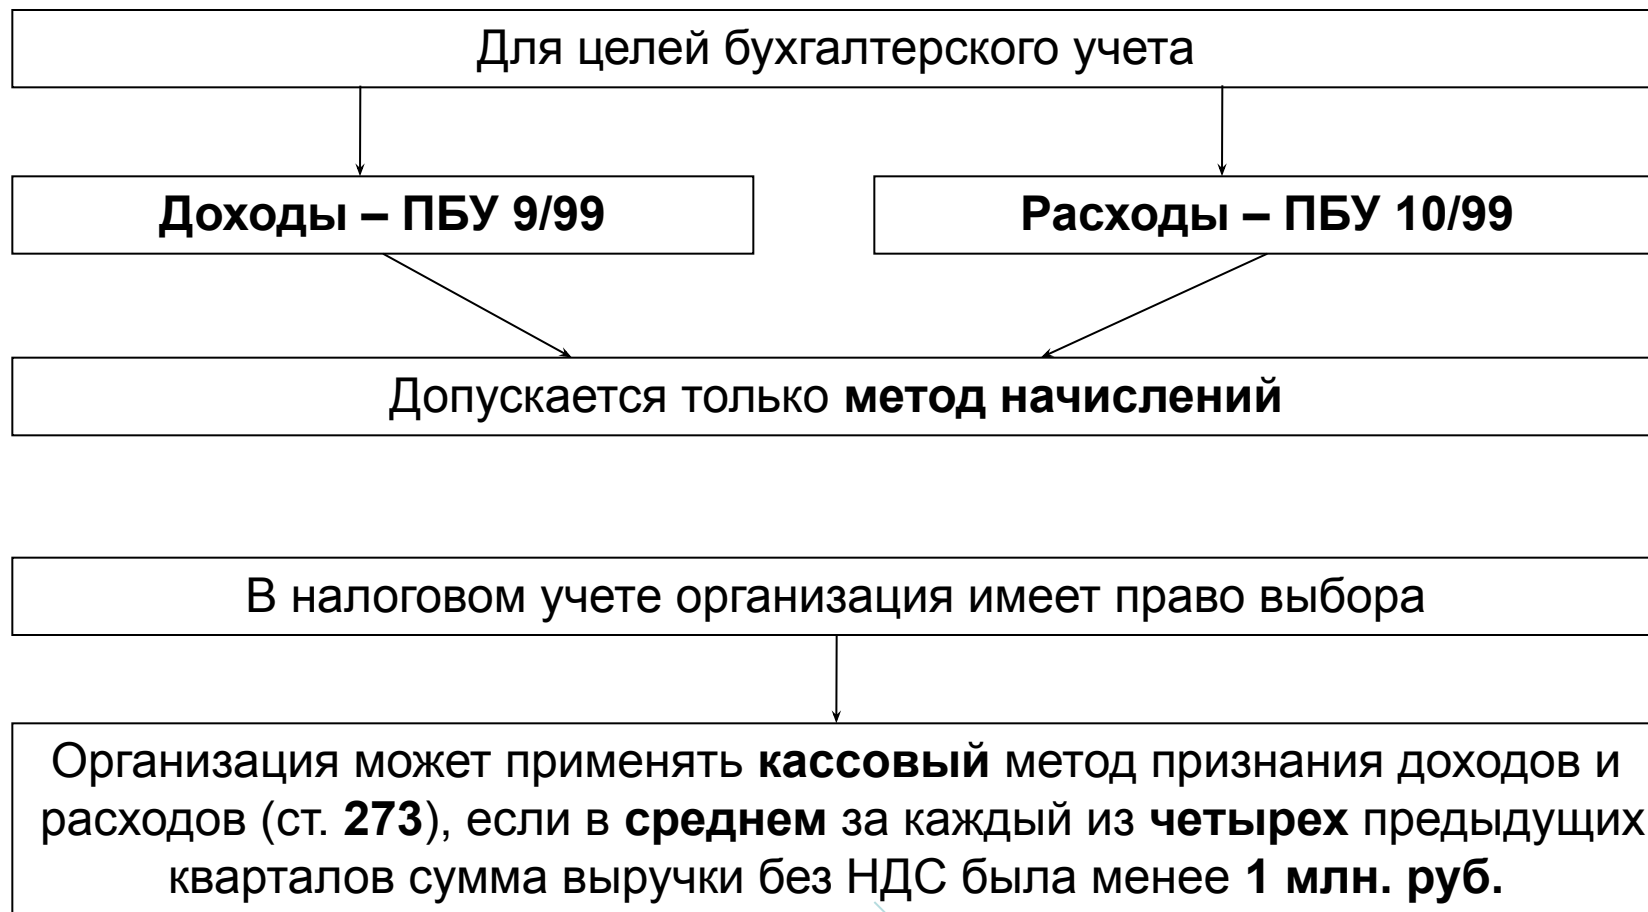 Для целей бухгалтерского учета
Доходы – ПБУ 9/99
Расходы – ПБУ 10/99
Допускается только метод начислений
В налоговом учете организация имеет право выбора
Организация может применять кассовый метод признания доходов и
расходов (ст. 273), если в среднем за каждый из четырех предыдущих
кварталов сумма выручки без НДС была менее 1 млн. руб.